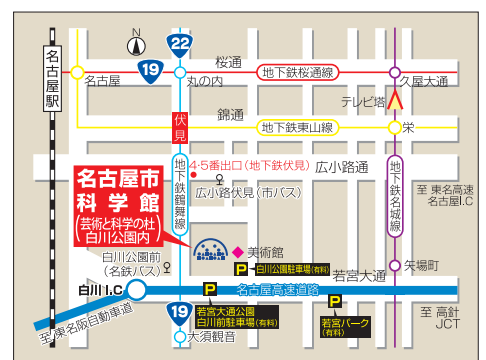 N
22
桜通
19
地下鉄桜通線
名古屋
丸の内
久屋大通
名古屋駅
テレビ塔
伏見
錦通
地下鉄東山線
栄
4・5番出口(地下鉄伏見)
広小路通
広小路伏見(市バス)
地下鉄鶴舞線
地下鉄名城線
至 東名高速
名古屋I.C
名古屋市
科学館
(芸術と科学の杜
白川公園内)
白川公園前
(名鉄バス)
美術館
P 白川公園駐車場(有料)
若宮大通
矢場町
白川I.C
P
名古屋高速道路
P
若宮大通公園
白川前駐車場(有料)
若宮パーク
(有料)
至 高針
JCT
至 東名阪自動車道
19
大須観音